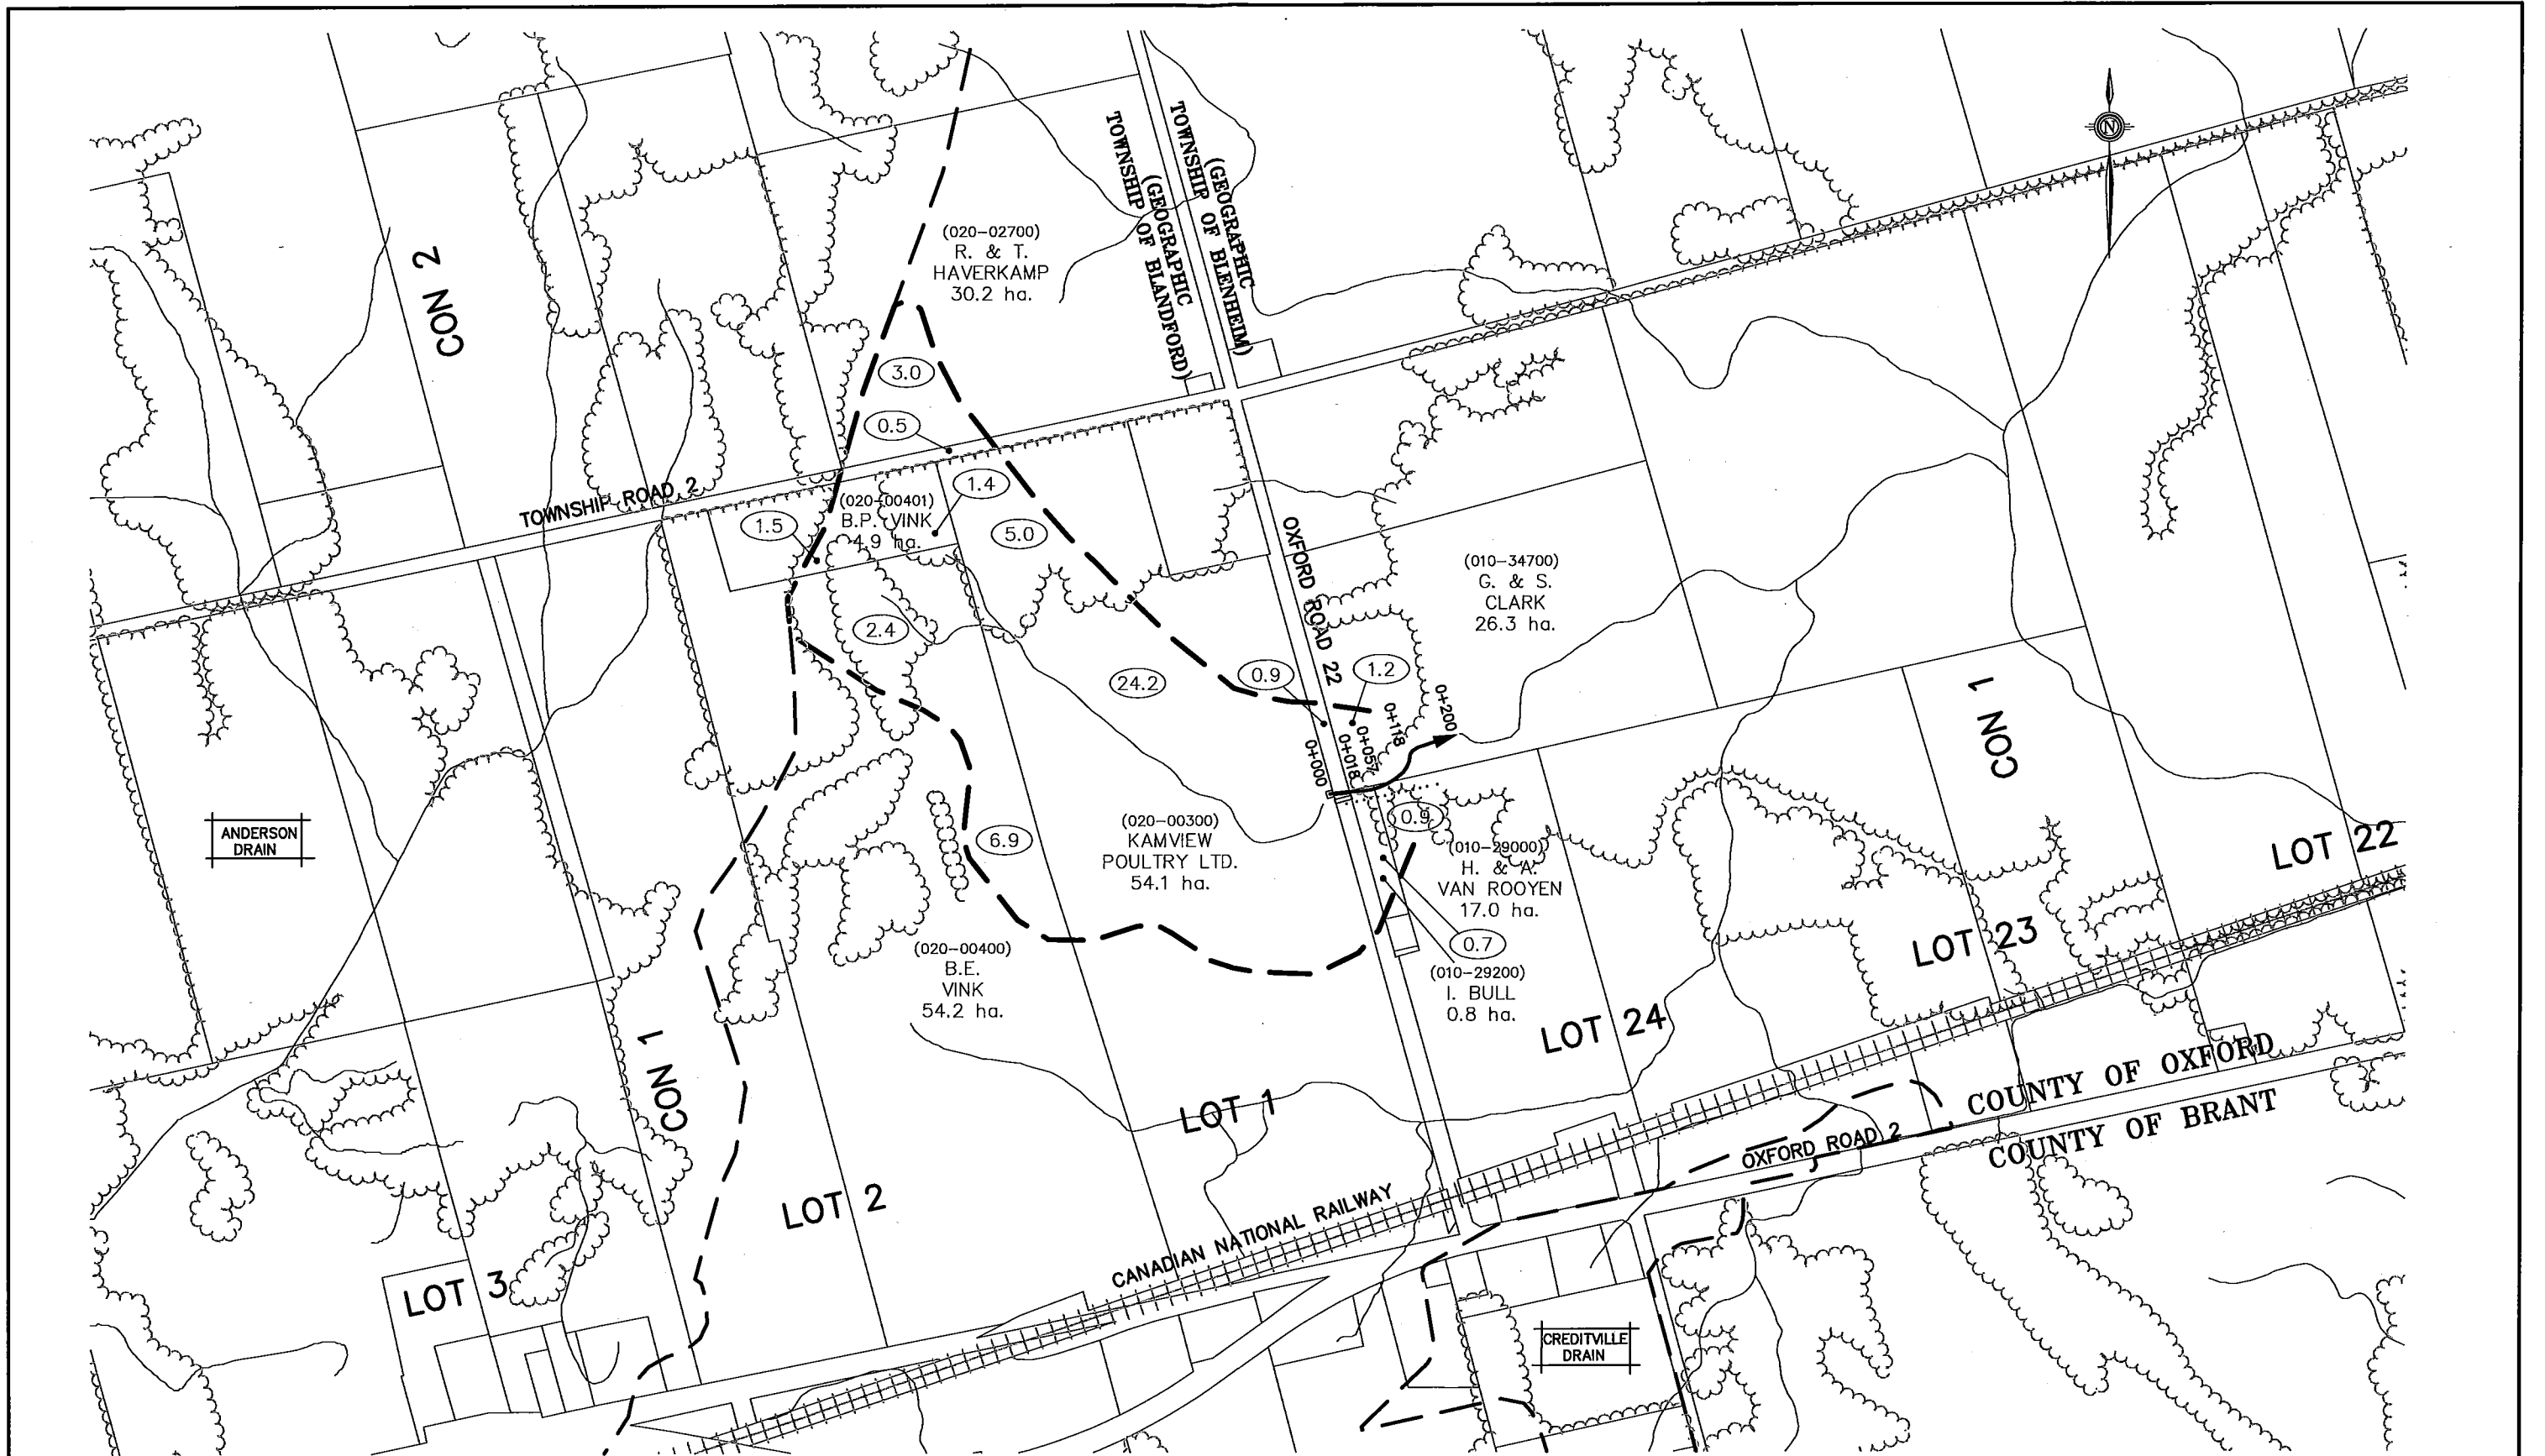 TOWNSHIP OF BLANDFORD)
(GEOGRAPHIC
TOWNSHIP OF BLENHEIM)
(GEOGRAPHIC
N
CON 2
(020-02700)
R. & T.
HAVERKAMP
30.2 ha.
3.0
0.5
TOWNSHIP ROAD 2
1.5
(020-00401)
B.P. VINK
4.9 ha.
1.4
5.0
OXFORD ROAD 22
(010-34700)
G. & S.
CLARK
26.3 ha.
2.4
24.2
0.9
1.2
0+000
0+018
0+057
0+118
0+200
CON 1
ANDERSON
DRAIN
6.9
(020-00300)
KAMVIEW
POULTRY LTD.
54.1 ha.
0.9
(010-29000)
H. & A.
VAN ROOYEN
17.0 ha.
0.7
(010-29200)
I. BULL
0.8 ha.
(020-00400)
B.E.
VINK
54.2 ha.
LOT 22
LOT 23
LOT 24
CON 1
LOT 1
LOT 2
LOT 3
COUNTY OF OXFORD
COUNTY OF BRANT
OXFORD ROAD 2
CANADIAN NATIONAL RAILWAY
CREDITVILLE
DRAIN